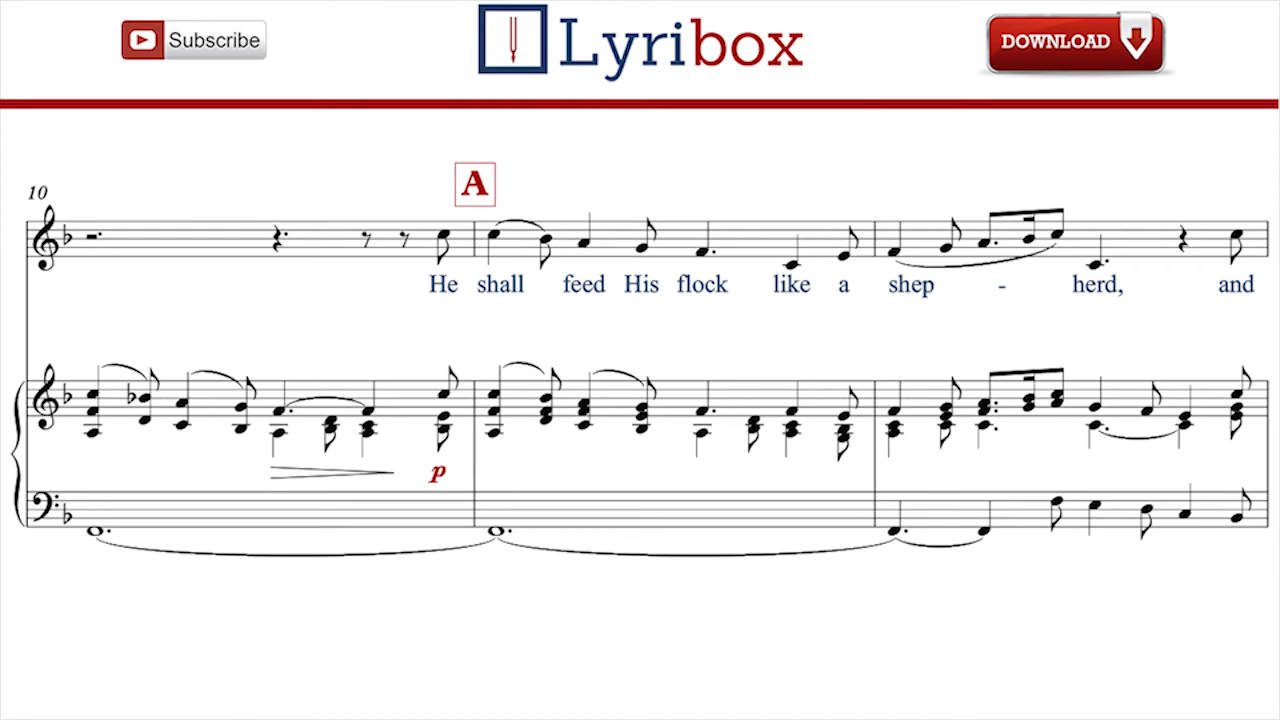 Subscribe
Lyribox
DOWNLOAD
A
10
He shall feed His flock like a shep - herd, and
p